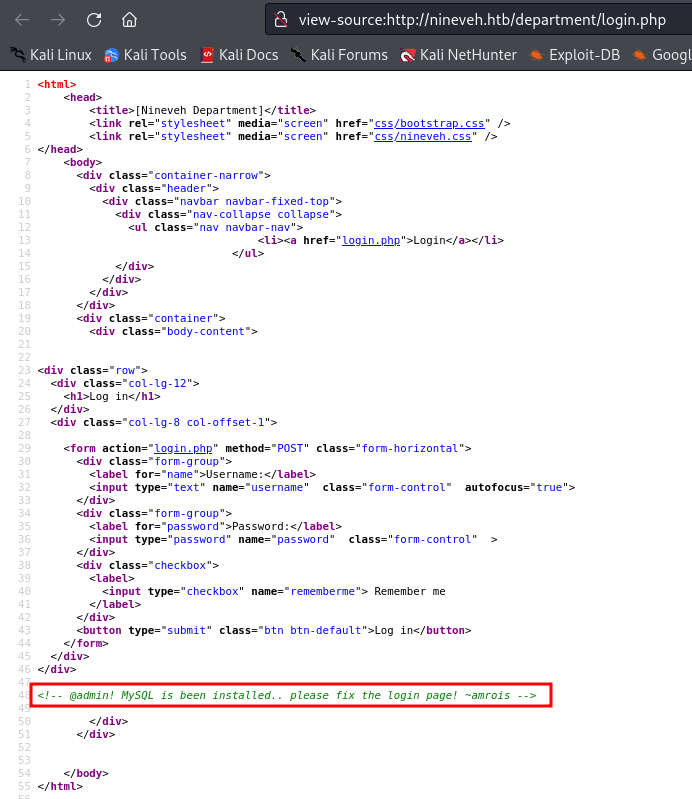 view-source:http://nineveh.htb/department/login.php
Kali Linux Kali Tools Kali Docs Kali Forums Kali NetHunter Exploit-DB Googl
1 <html>
2 <head>
3 <title>[Nineveh Department]</title>
4 <link rel="stylesheet" media="screen" href="css/bootstrap.css" />
5 <link rel="stylesheet" media="screen" href="css/nineveh.css" />
6 </head>
7 <body>
8 <div class="container-narrow">
9 <div class="header">
10 <div class="navbar navbar-fixed-top">
11 <div class="nav-collapse collapse">
12 <ul class="nav navbar-nav">
13 <li><a href="login.php">Login</a></li>
14 </ul>
15 </div>
16 </div>
17 </div>
18 </div>
19 <div class="container">
20 <div class="body-content">
21
22
23 <div class="row">
24 <div class="col-lg-12">
25 <h1>Log in</h1>
26 </div>
27 <div class="col-lg-8 col-offset-1">
28
29 <form action="login.php" method="POST" class="form-horizontal">
30 <div class="form-group">
31 <label for="name">Username:</label>
32 <input type="text" name="username" class="form-control" autofocus="true">
33 </div>
34 <div class="form-group">
35 <label for="password">Password:</label>
36 <input type="password" name="password" class="form-control" >
37 </div>
38 <div class="checkbox">
39 <label>
40 <input type="checkbox" name="rememberme"> Remember me
41 </label>
42 </div>
43 <button type="submit" class="btn btn-default">Log in</button>
44 </form>
45 </div>
46 </div>
47
48 <!-- @admin! MySQL is been installed.. please fix the login page! ~amrois -->
49
50 </div>
51 </div>
52
53
54 </body>
55 </html>
56